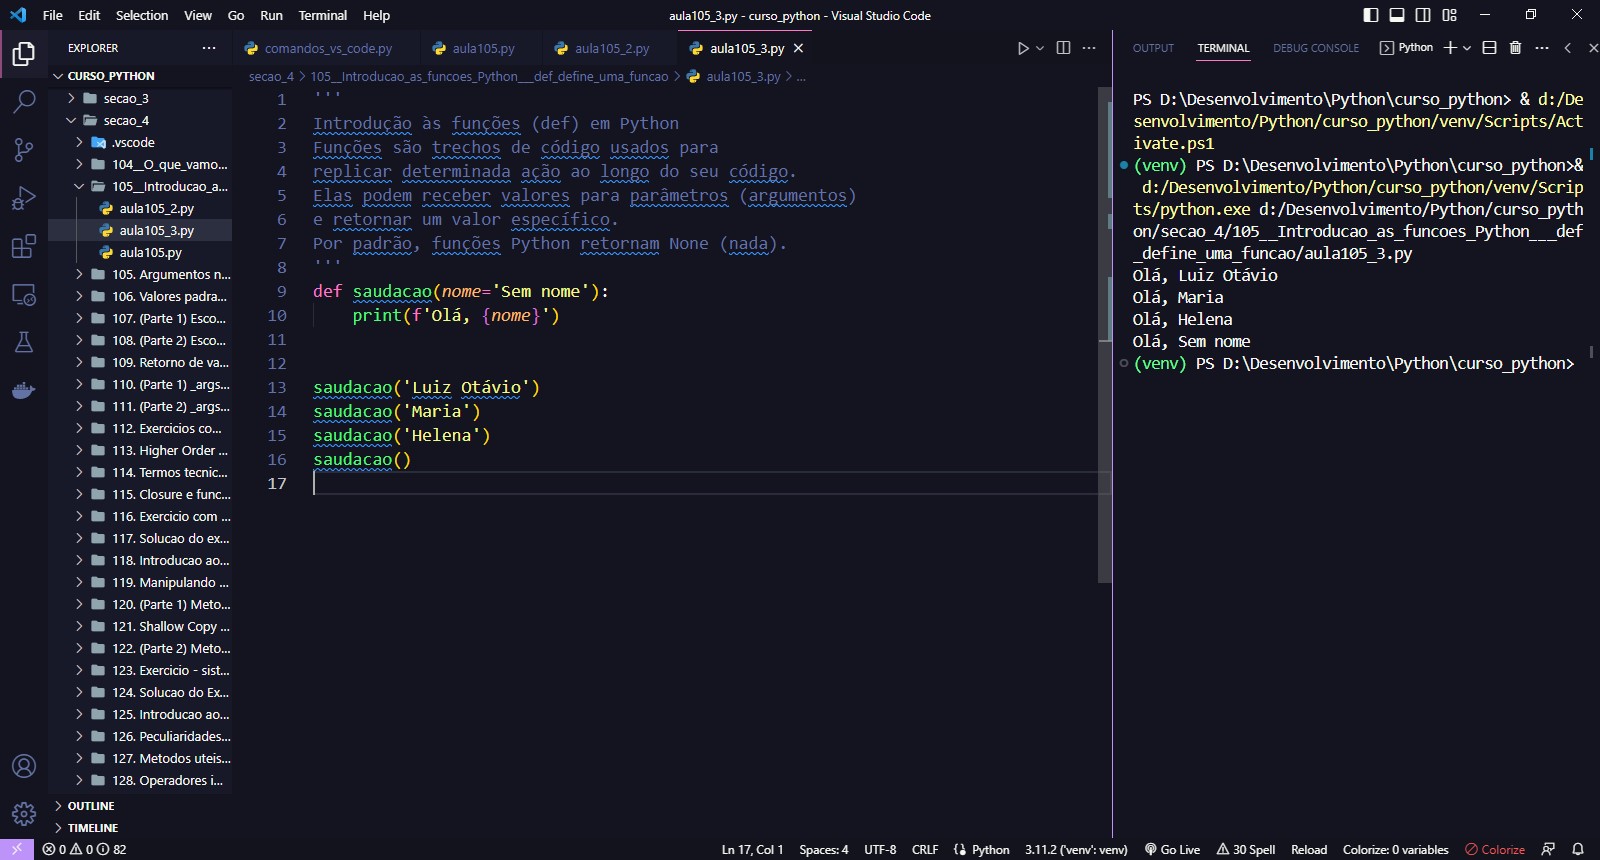 File Edit Selection View Go Run Terminal Help
aula105_3.py - curso_python - Visual Studio Code
EXPLORER
CURSO_PYTHON
secao_3
secao_4
.vscode
104__O_que_vamo...
105__Introducao_a...
aula105_2.py
aula105_3.py
aula105.py
105. Argumentos n...
106. Valores padra...
107. (Parte 1) Esco...
108. (Parte 2) Esco...
109. Retorno de va...
110. (Parte 1) _args...
111. (Parte 2) _args...
112. Exercicios co...
113. Higher Order ...
114. Termos tecnic...
115. Closure e func...
116. Exercicio com ...
117. Solucao do ex...
118. Introducao ao...
119. Manipulando ...
120. (Parte 1) Meto...
121. Shallow Copy ...
122. (Parte 2) Meto...
123. Exercicio - sist...
124. Solucao do Ex...
125. Introducao ao...
126. Peculiaridades...
127. Metodos uteis...
128. Operadores i...
OUTLINE
TIMELINE
comandos_vs_code.py aula105.py aula105_2.py aula105_3.py
secao_4 > 105__Introducao_as_funcoes_Python___def_define_uma_funcao > aula105_3.py > ...
1 '''
2 Introdução às funções (def) em Python
3 Funções são trechos de código usados para
4 replicar determinada ação ao longo do seu código.
5 Elas podem receber valores para parâmetros (argumentos)
6 e retornar um valor específico.
7 Por padrão, funções Python retornam None (nada).
8 '''
9 def saudacao(nome='Sem nome'):
10 print(f'Olá, {nome}')
11
12
13 saudacao('Luiz Otávio')
14 saudacao('Maria')
15 saudacao('Helena')
16 saudacao()
17
OUTPUT TERMINAL DEBUG CONSOLE Python
PS D:\Desenvolvimento\Python\curso_python> & d:/De
senvolvimento/Python/curso_python/venv/Scripts/Act
ivate.ps1
(venv) PS D:\Desenvolvimento\Python\curso_python>&
d:/Desenvolvimento/Python/curso_python/venv/Scrip
ts/python.exe d:/Desenvolvimento/Python/curso_pyth
on/secao_4/105__Introducao_as_funcoes_Python___def
_define_uma_funcao/aula105_3.py
Olá, Luiz Otávio
Olá, Maria
Olá, Helena
Olá, Sem nome
(venv) PS D:\Desenvolvimento\Python\curso_python>
0 0 82 Ln 17, Col 1 Spaces: 4 UTF-8 CRLF Python 3.11.2 ('venv': venv) Go Live 30 Spell Reload Colorize: 0 variables Colorize